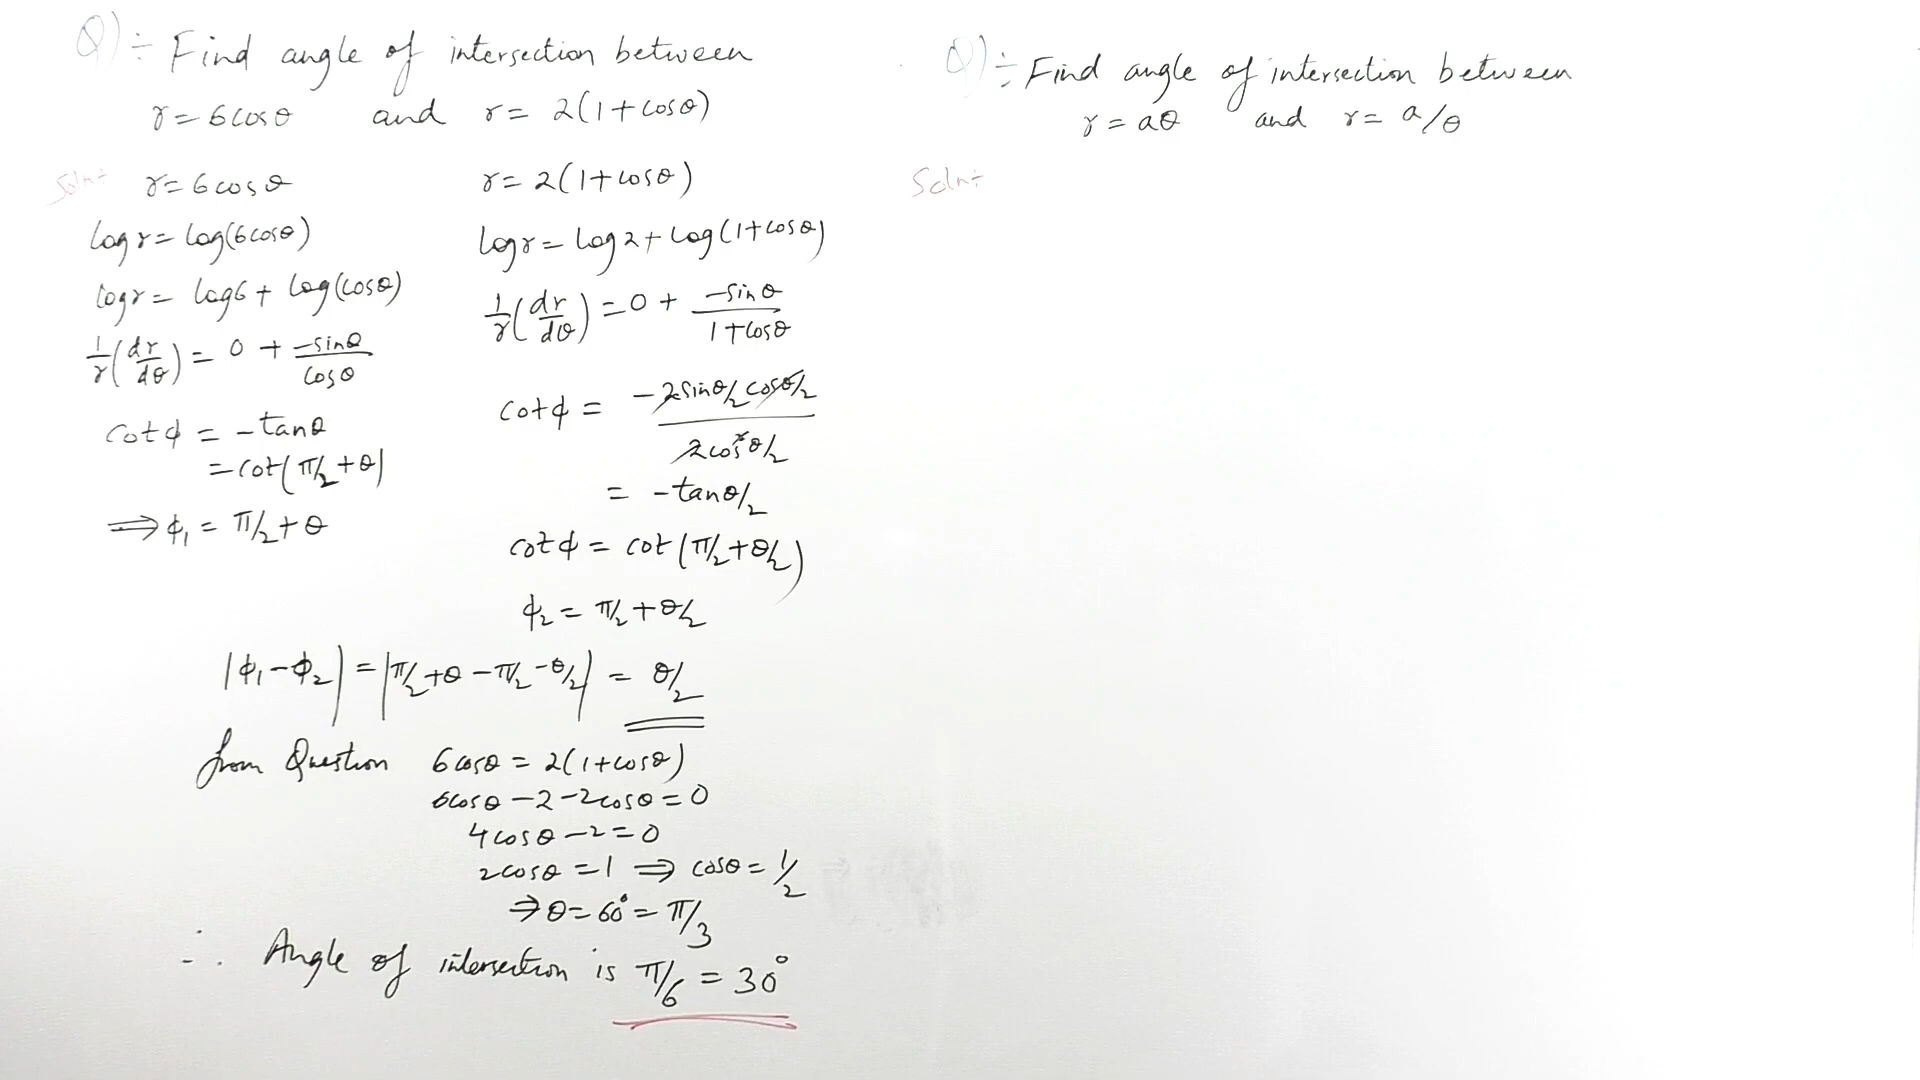 Q) ÷ Find angle of intersection between
r = 6cosθ and r = 2(1+cosθ)
Soln÷
r = 6cosθ
log r = log(6cosθ)
log r = log6 + log(cosθ)
1/r (dr/dθ) = 0 + -sinθ/cosθ
cotϕ = -tanθ
= cot(π/2+θ)
⟹ ϕ₁ = π/2+θ
r = 2(1+cosθ)
log r = log2 + log(1+cosθ)
1/r (dr/dθ) = 0 + -sinθ/1+cosθ
cotϕ = -2sinθ/2 cosθ/2 / 2cos²θ/2
= -tanθ/2
cotϕ = cot(π/2+θ/2)
ϕ₂ = π/2+θ/2
|ϕ₁-ϕ₂| = |π/2+θ-π/2-θ/2| = θ/2
from Question 6cosθ = 2(1+cosθ)
6cosθ-2-2cosθ=0
4cosθ-2=0
2cosθ=1 ⟹ cosθ=1/2
⟹ θ=60°=π/3
∴ Angle of intersection is π/6 = 30°
Q) ÷ Find angle of intersection between
r = aθ and r = a/θ
Soln÷